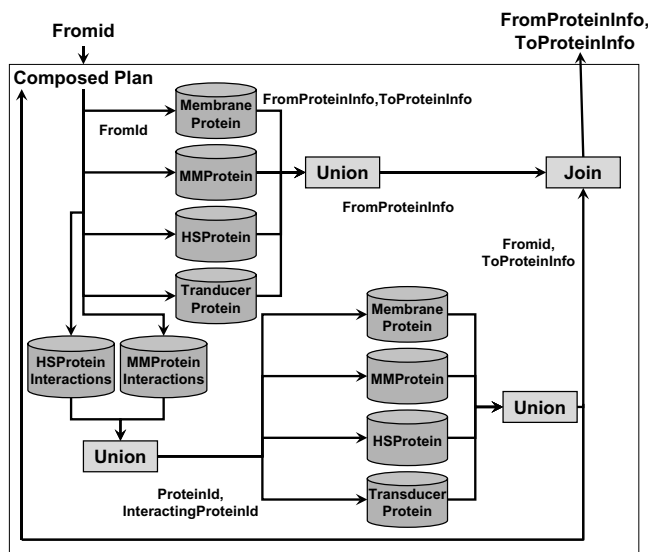 Fromid
FromProteinInfo,
ToProteinInfo
Composed Plan
FromId
Membrane
Protein
FromProteinInfo,ToProteinInfo
MMProtein
Union
Join
FromProteinInfo
HSProtein
Fromid,
ToProteinInfo
Tranducer
Protein
Membrane
Protein
HSProtein
Interactions
MMProtein
Interactions
MMProtein
Union
HSProtein
Union
ProteinId,
InteractingProteinId
Transducer
Protein